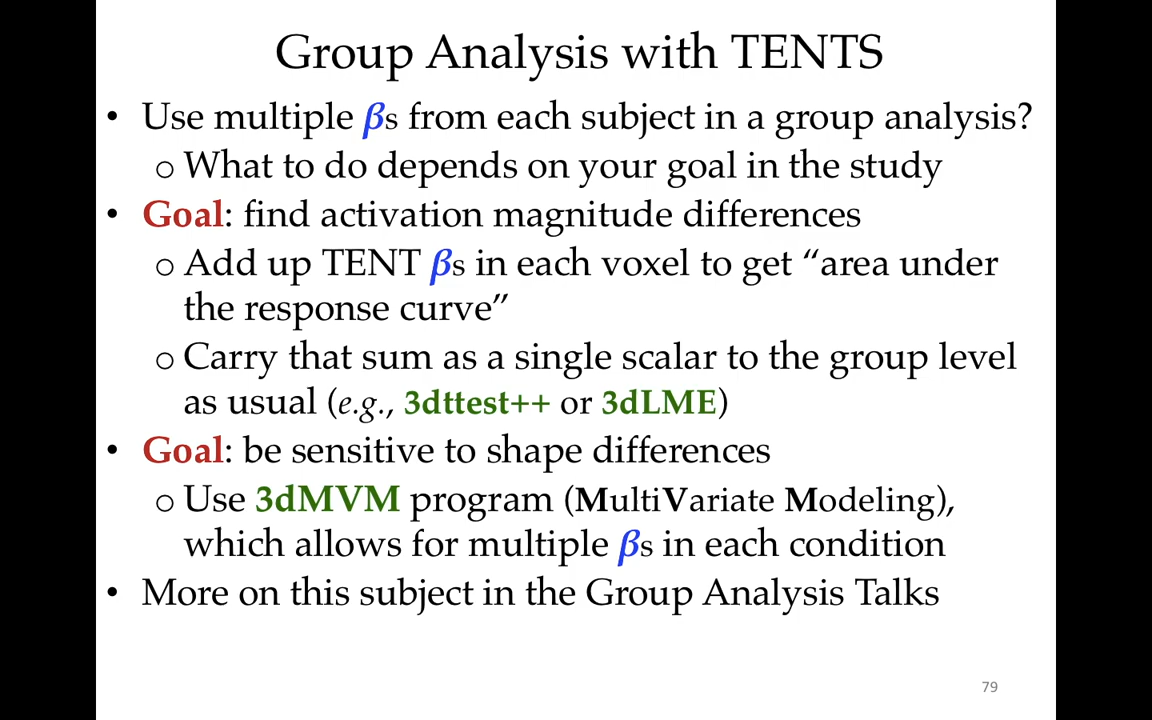 Group Analysis with TENTS
• Use multiple βs from each subject in a group analysis?
o What to do depends on your goal in the study
• Goal: find activation magnitude differences
o Add up TENT βs in each voxel to get “area under
the response curve”
o Carry that sum as a single scalar to the group level
as usual (e.g., 3dttest++ or 3dLME)
• Goal: be sensitive to shape differences
o Use 3dMVM program (MultiVariate Modeling),
which allows for multiple βs in each condition
• More on this subject in the Group Analysis Talks
79